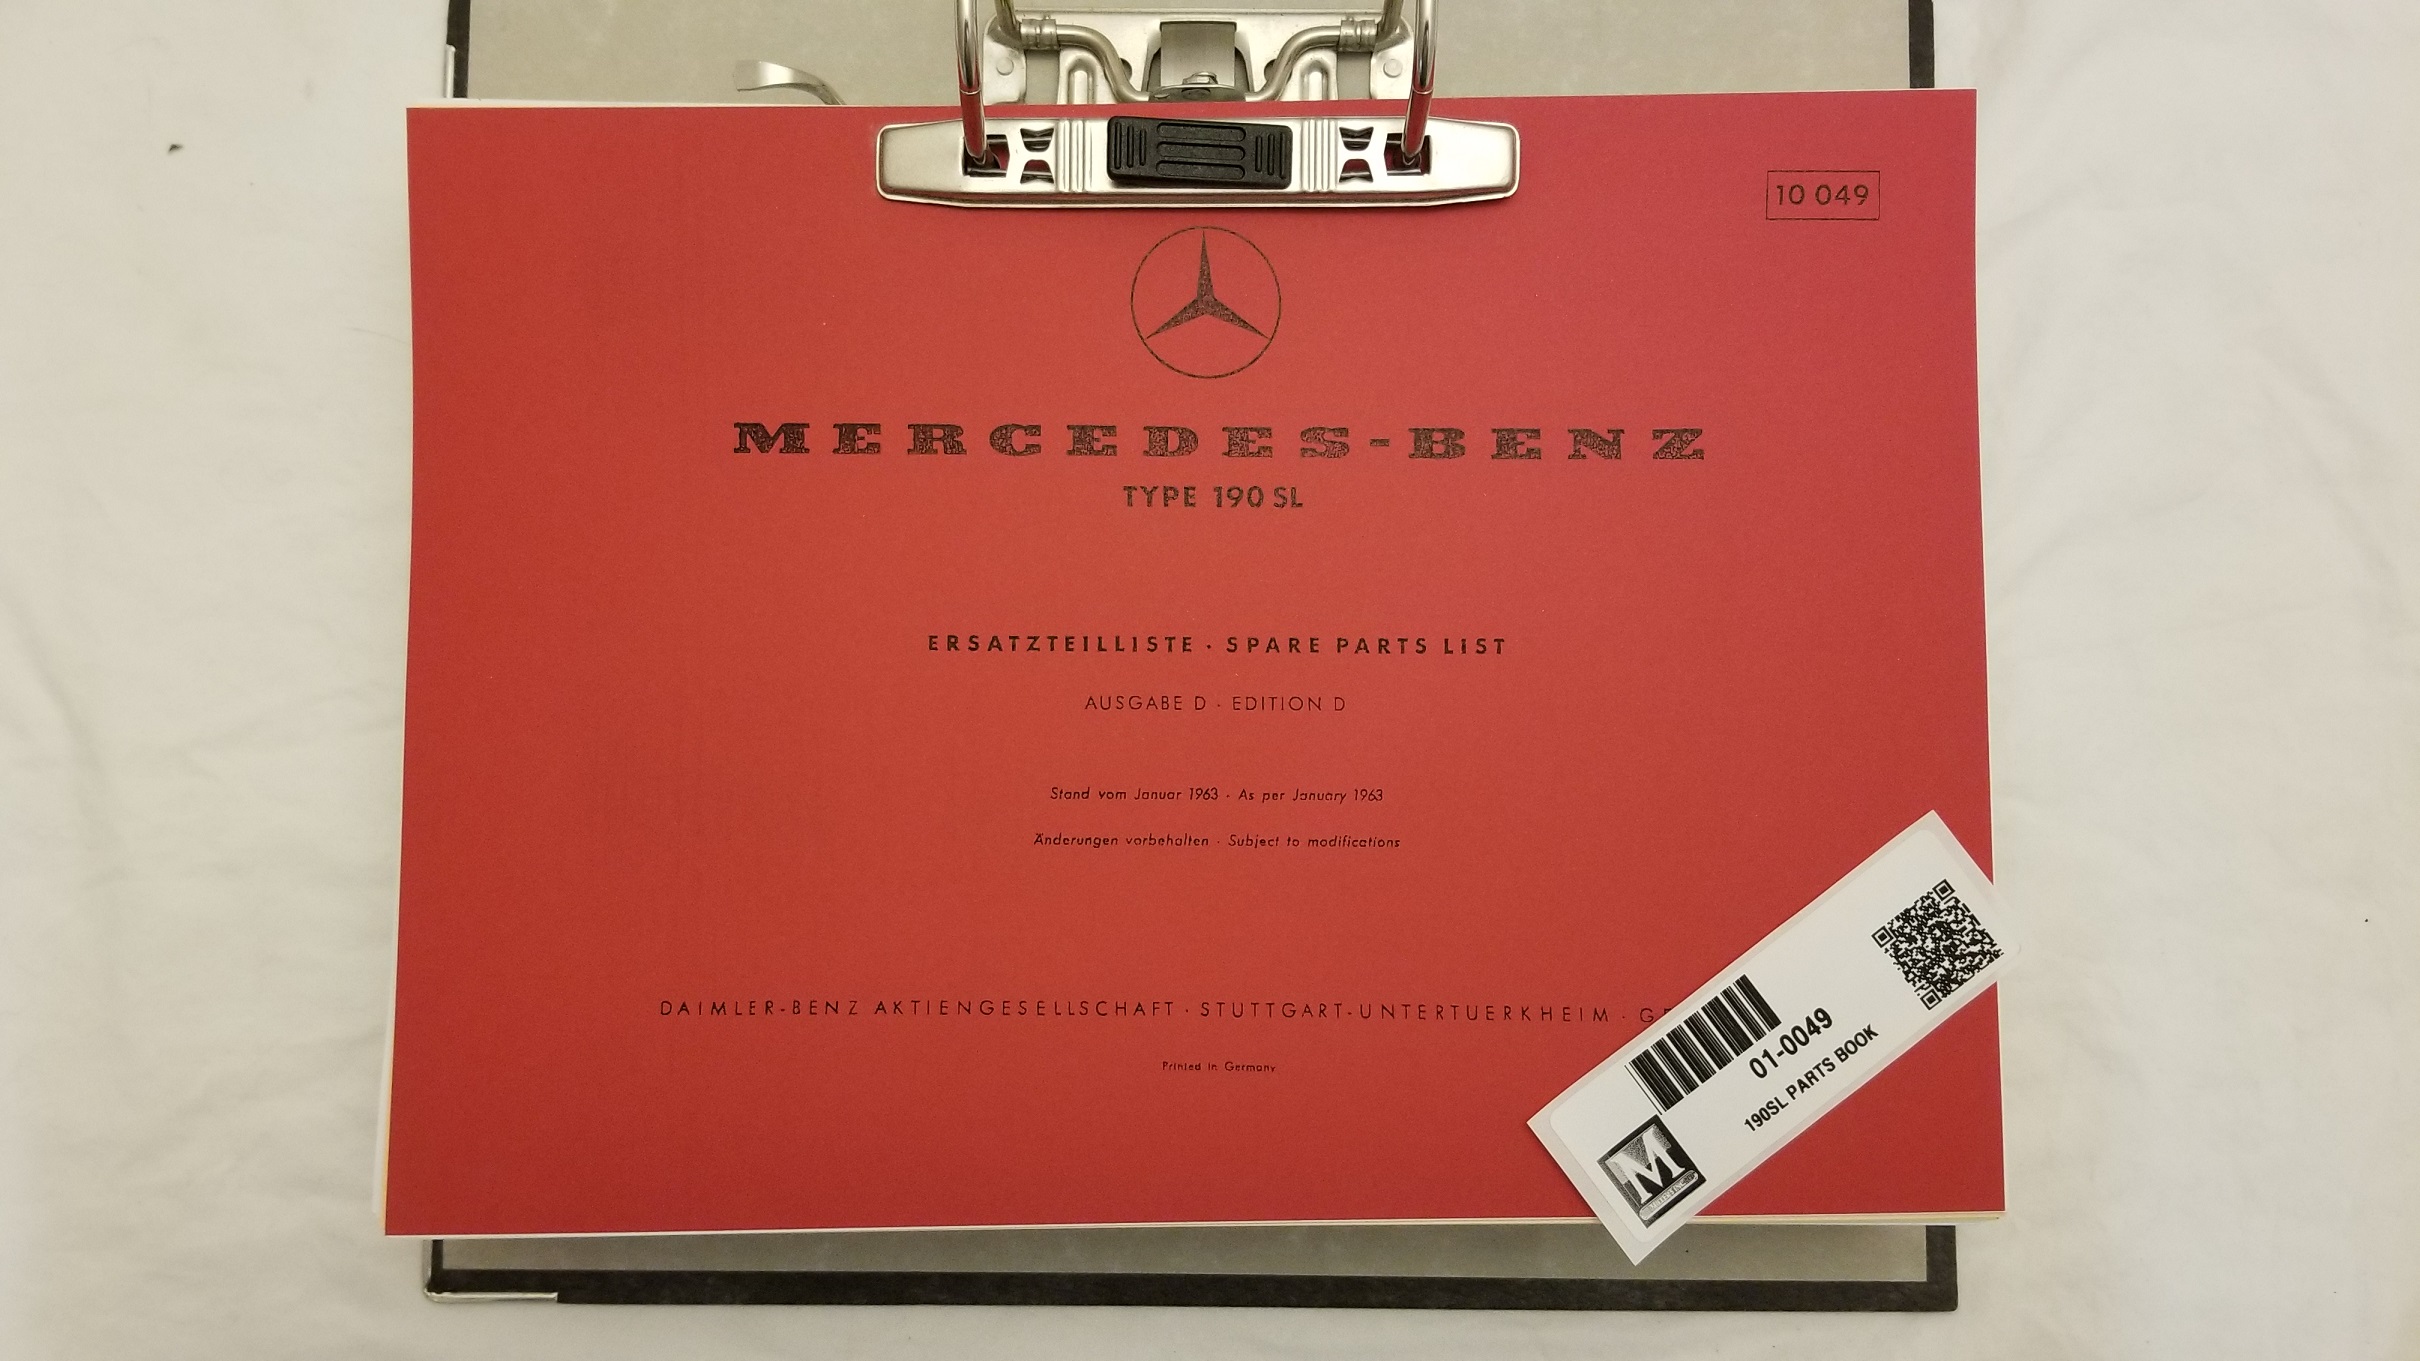 10 049
MERCEDES-BENZ
TYPE 190 SL
ERSATZTEILLISTE · SPARE PARTS LIST
AUSGABE D · EDITION D
Stand vom Januar 1963 · As per January 1963
Änderungen vorbehalten · Subject to modifications
DAIMLER-BENZ AKTIENGESELLSCHAFT · STUTTGART-UNTERTUERKHEIM ·
Printed in Germany
01-0049
190SL PARTS BOOK
M